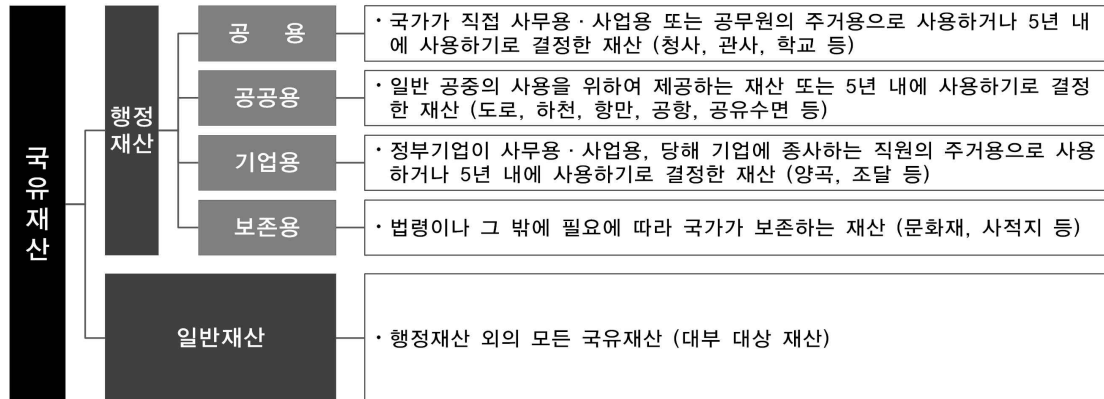 국유재산
행정
재산
공 용
· 국가가 직접 사무용 · 사업용 또는 공무원의 주거용으로 사용하거나 5년 내
에 사용하기로 결정한 재산 (청사, 관사, 학교 등)
공공용
· 일반 공중의 사용을 위하여 제공하는 재산 또는 5년 내에 사용하기로 결정
한 재산 (도로, 하천, 항만, 공항, 공유수면 등)
기업용
· 정부기업이 사무용 · 사업용, 당해 기업에 종사하는 직원의 주거용으로 사용
하거나 5년 내에 사용하기로 결정한 재산 (양곡, 조달 등)
보존용
· 법령이나 그 밖에 필요에 따라 국가가 보존하는 재산 (문화재, 사적지 등)
일반재산
· 행정재산 외의 모든 국유재산 (대부 대상 재산)